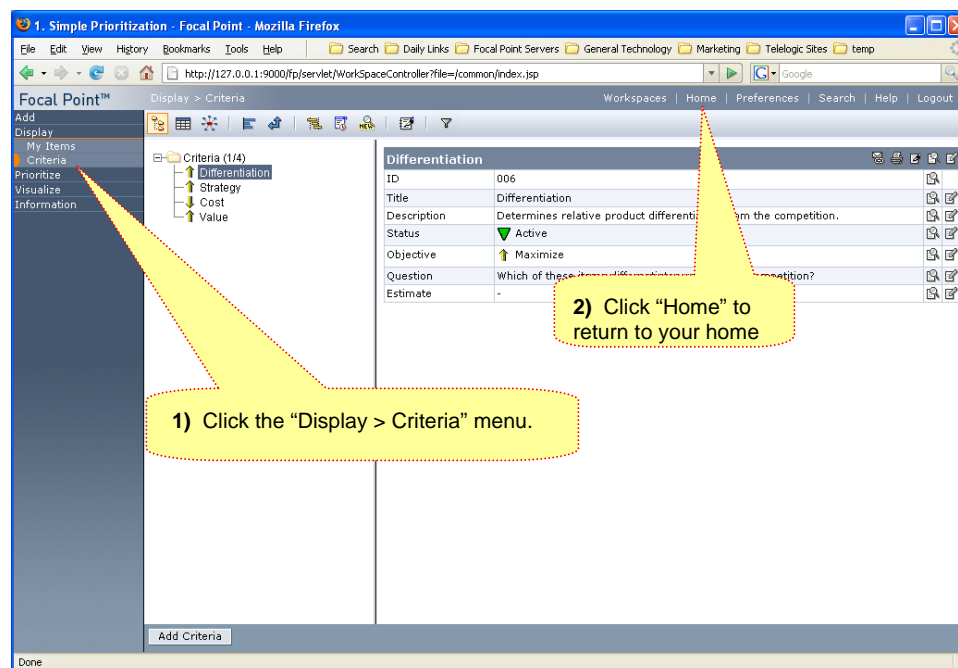 1. Simple Prioritization - Focal Point - Mozilla Firefox
File Edit View History Bookmarks Tools Help Search Daily Links Focal Point Servers General Technology Marketing Telelogic Sites temp
http://127.0.0.1:9000/fp/servlet/WorkSpaceController?file=/common/index.jsp G Google
Focal Point™ Display > Criteria Workspaces | Home | Preferences | Search | Help | Logout
Add
Display
My Items
Criteria
Prioritize
Visualize
Information
NEW
Criteria (1/4)
Differentiation
Strategy
Cost
Value
Differentiation
ID 006
Title Differentiation
Description Determines relative product the competition.
Status Active
Objective Maximize
Question Which of these
Estimate -
2) Click “Home” to
return to your home
1) Click the “Display > Criteria” menu.
Add Criteria
Done